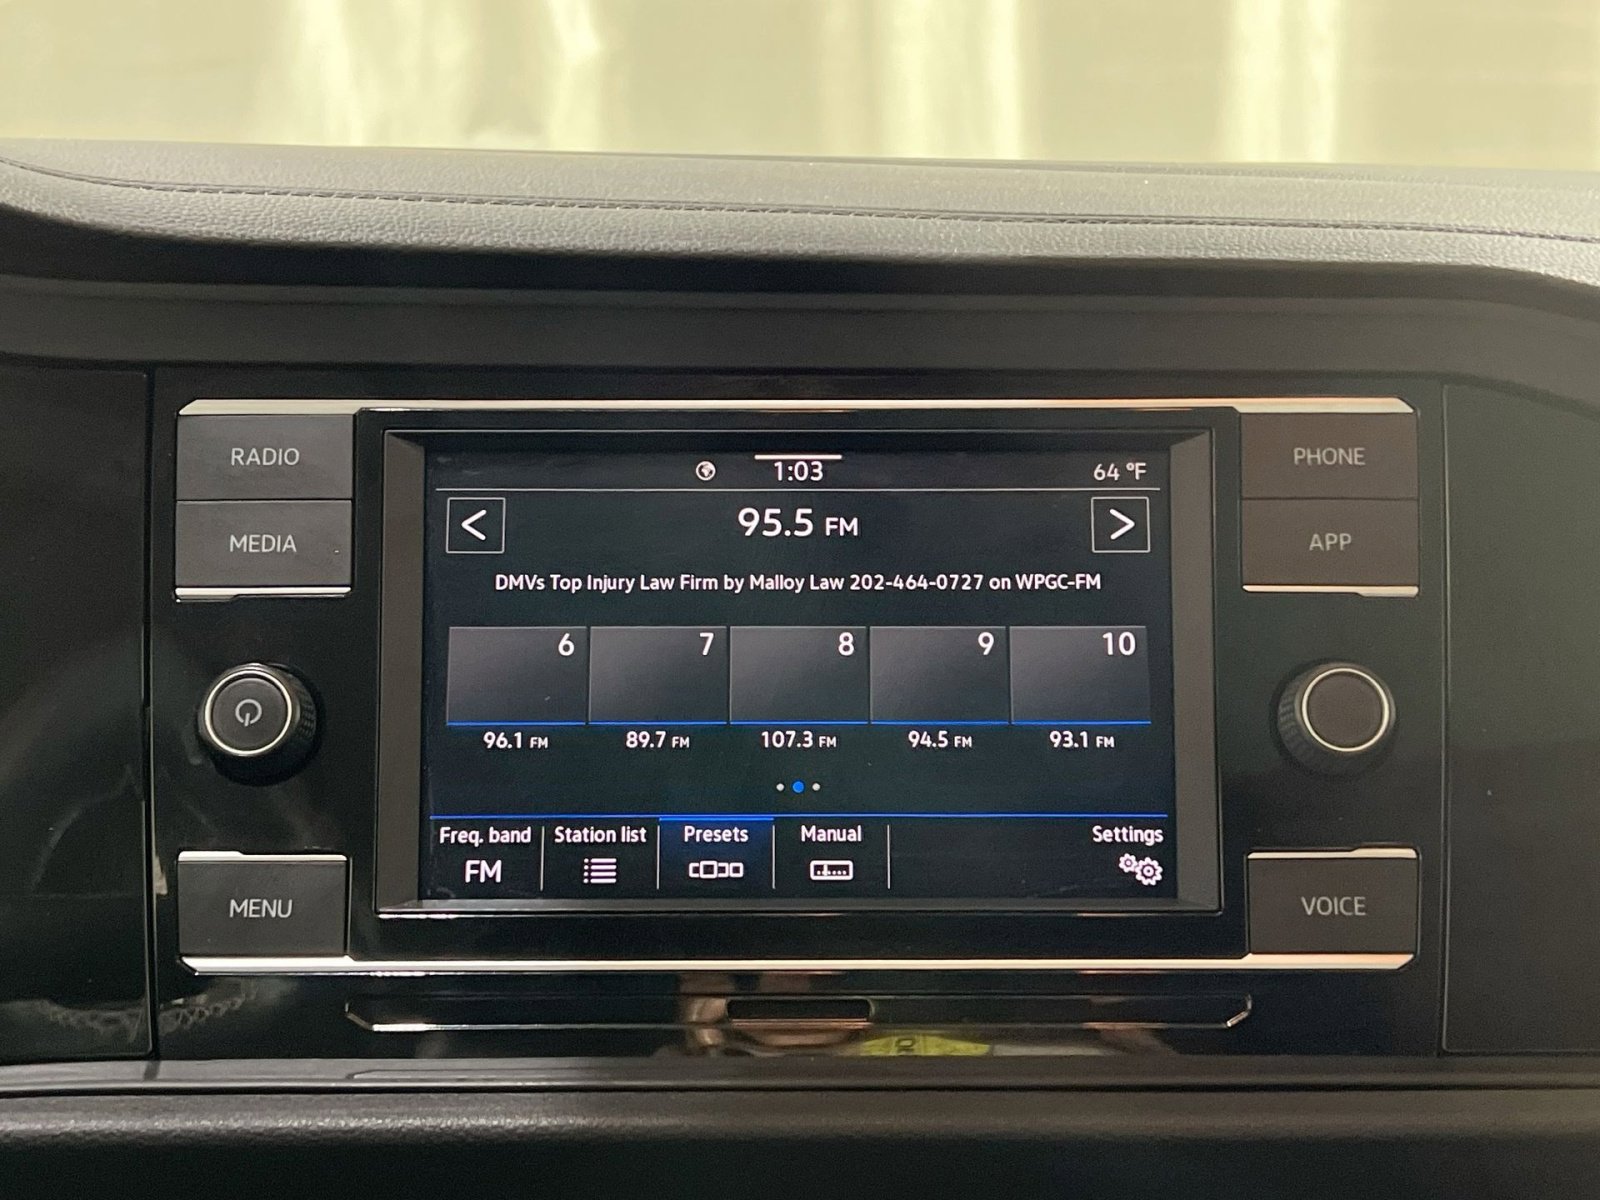 RADIO
MEDIA
MENU
1:03
64 °F
<
95.5 FM
>
DMVs Top Injury Law Firm by Malloy Law 202-464-0727 on WPGC-FM
6 7 8 9 10
96.1 FM 89.7 FM 107.3 FM 94.5 FM 93.1 FM
Freq. band Station list Presets Manual Settings
FM
PHONE
APP
VOICE